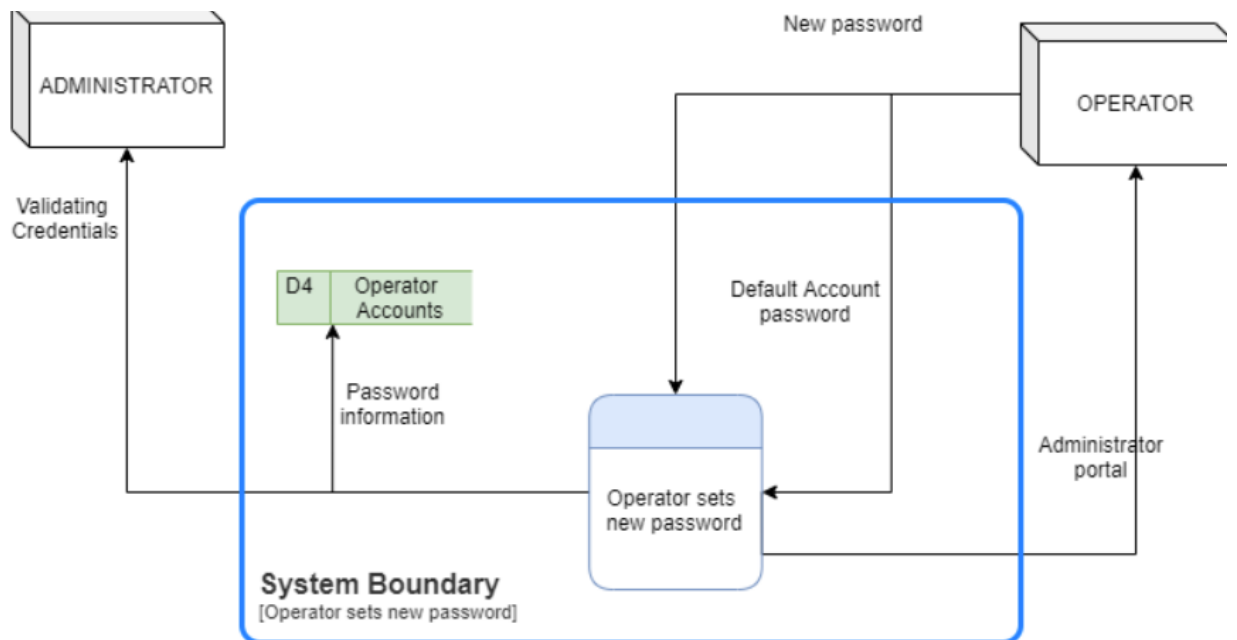 New password
ADMINISTRATOR
OPERATOR
Validating
Credentials
D4
Operator
Accounts
Default Account
password
Password
information
Administrator
portal
Operator sets
new password
System Boundary
[Operator sets new password]